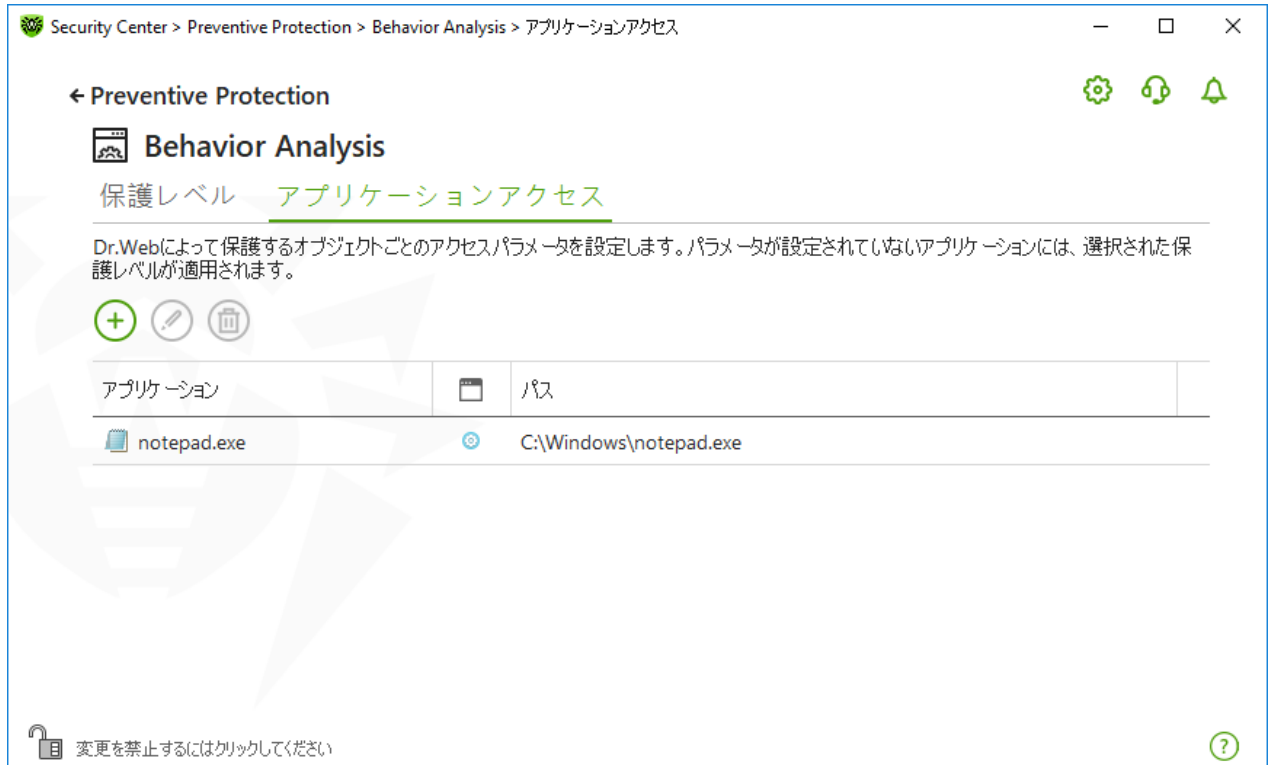 Security Center > Preventive Protection > Behavior Analysis > アプリケーションアクセス
Preventive Protection
Behavior Analysis
保護レベル アプリケーションアクセス
Dr.Webによって保護するオブジェクトごとのアクセスパラメータを設定します。パラメータが設定されていないアプリケーションには、選択された保
護レベルが適用されます。
アプリケーション パス
notepad.exe C:\Windows\notepad.exe
変更を禁止するにはクリックしてください